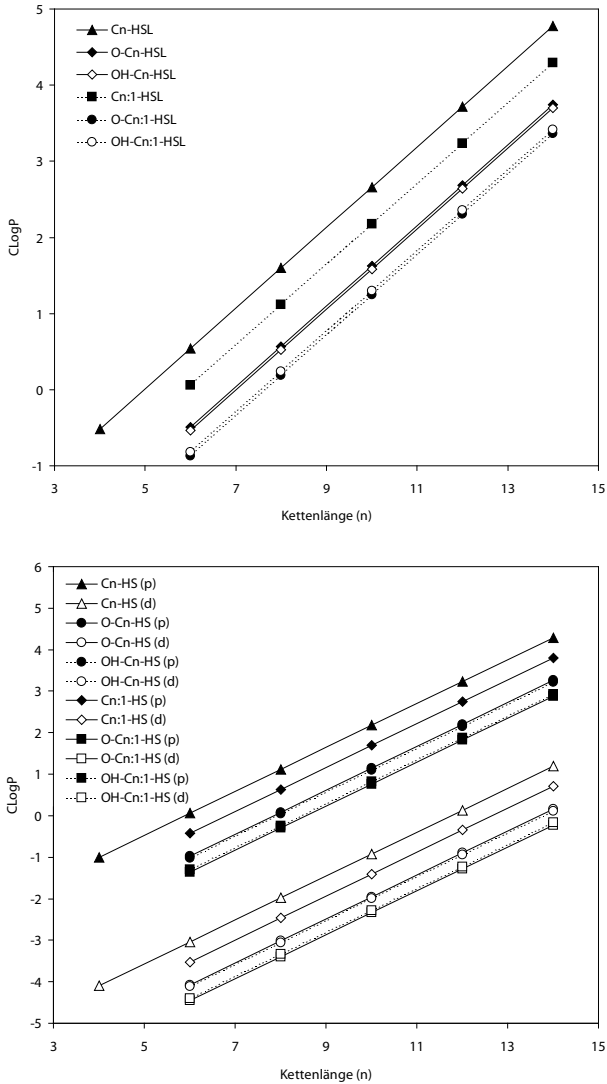 5
4
3
2
1
0
-1
CLogP
Cn-HSL
O-Cn-HSL
OH-Cn-HSL
Cn:1-HSL
O-Cn:1-HSL
OH-Cn:1-HSL
3 5 7 9 11 13 15
Kettenlänge (n)
6
5
4
3
2
1
0
-1
-2
-3
-4
-5
CLogP
Cn-HS (p)
Cn-HS (d)
O-Cn-HS (p)
O-Cn-HS (d)
OH-Cn-HS (p)
OH-Cn-HS (d)
Cn:1-HS (p)
Cn:1-HS (d)
O-Cn:1-HS (p)
O-Cn:1-HS (d)
OH-Cn:1-HS (p)
OH-Cn:1-HS (d)
3 5 7 9 11 13 15
Kettenlänge (n)